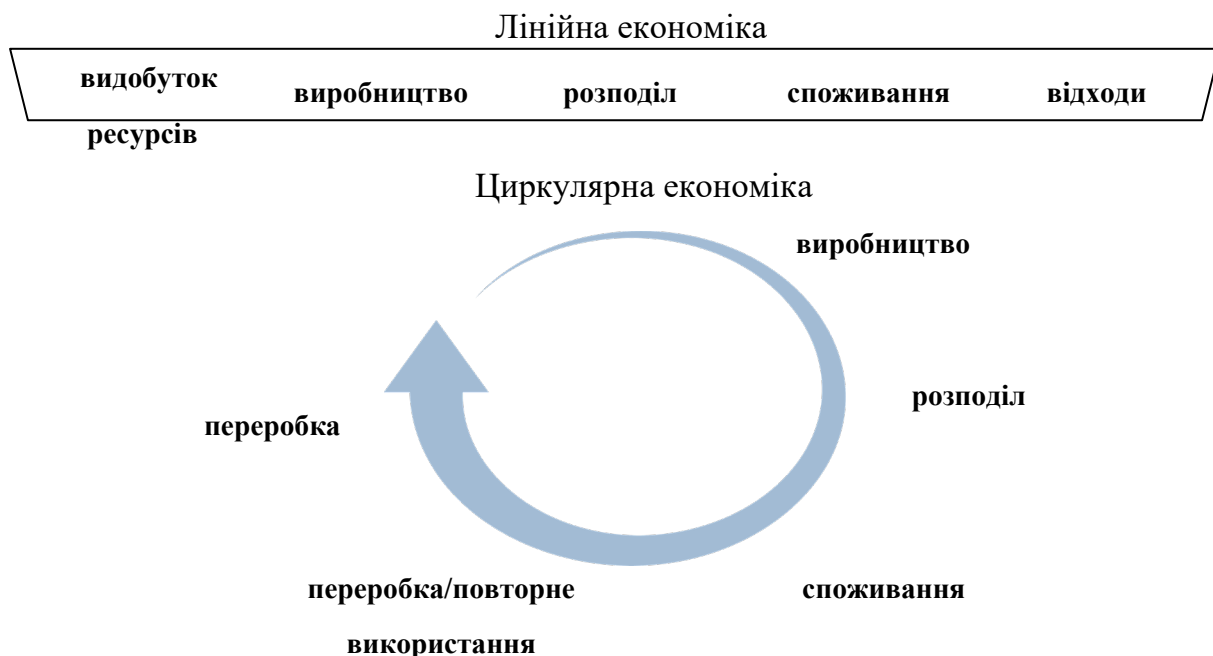 Лінійна економіка
видобуток
ресурсів
виробництво
розподіл
споживання
відходи
Циркулярна економіка
виробництво
розподіл
споживання
переробка/повторне
використання
переробка